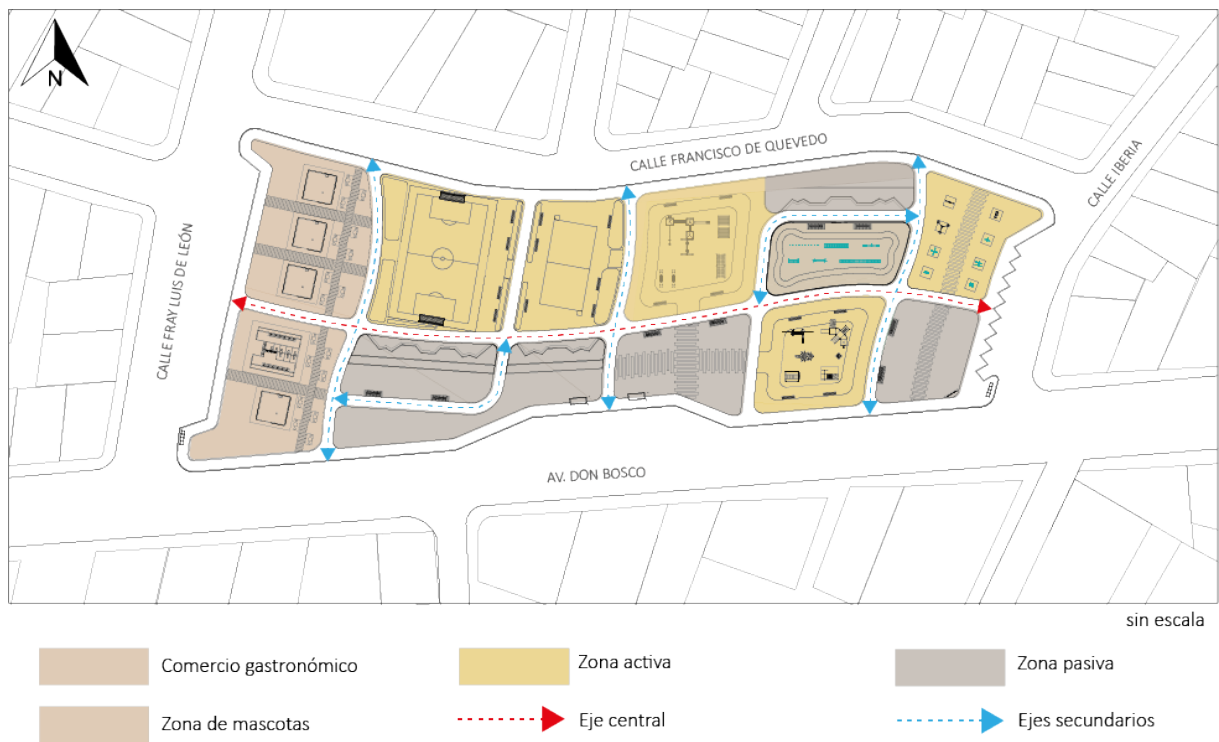 N
CALLE FRANCISCO DE QUEVEDO
CALLE IBERIA
CALLE FRAY LUIS DE LEÓN
AV. DON BOSCO
sin escala
Comercio gastronómico
Zona activa
Zona pasiva
Zona de mascotas
Eje central
Ejes secundarios